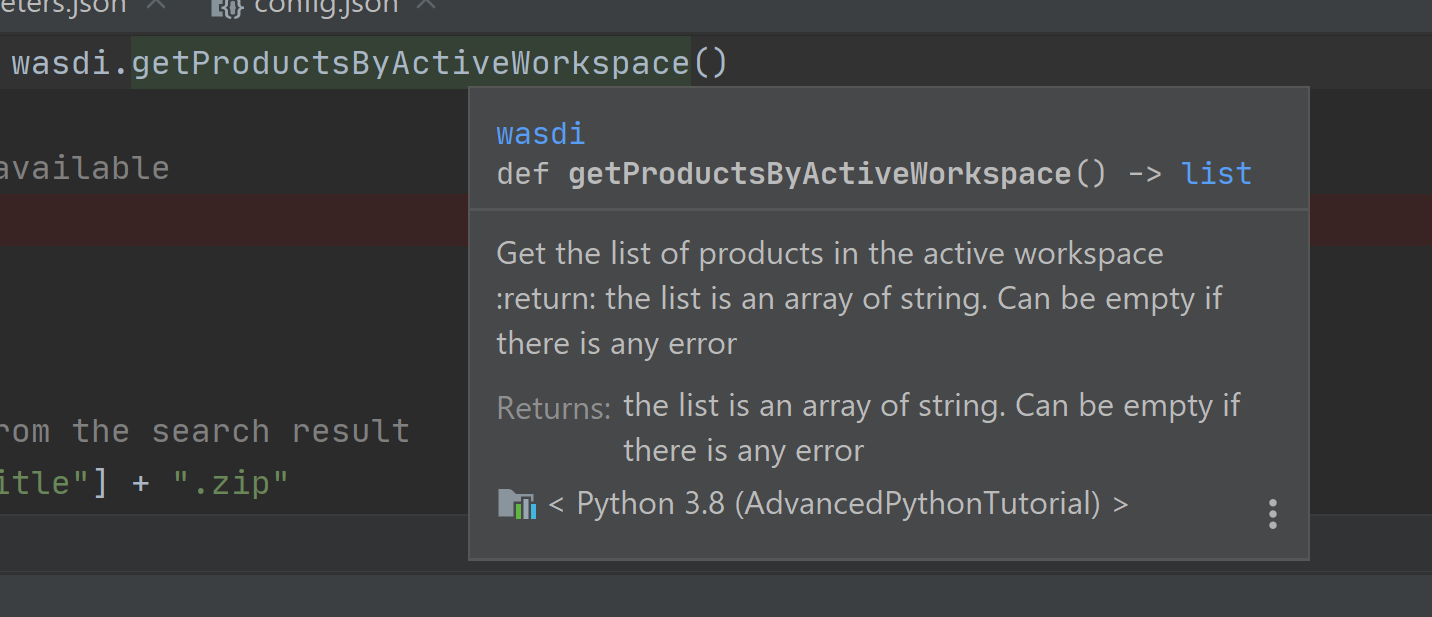 config.json
wasdi.getProductsByActiveWorkspace()
wasdi
def getProductsByActiveWorkspace() -> list
available
Get the list of products in the active workspace
:return: the list is an array of string. Can be empty if
there is any error
Returns: the list is an array of string. Can be empty if
there is any error
rom the search result
itle"] + ".zip"
< Python 3.8 (AdvancedPythonTutorial) >